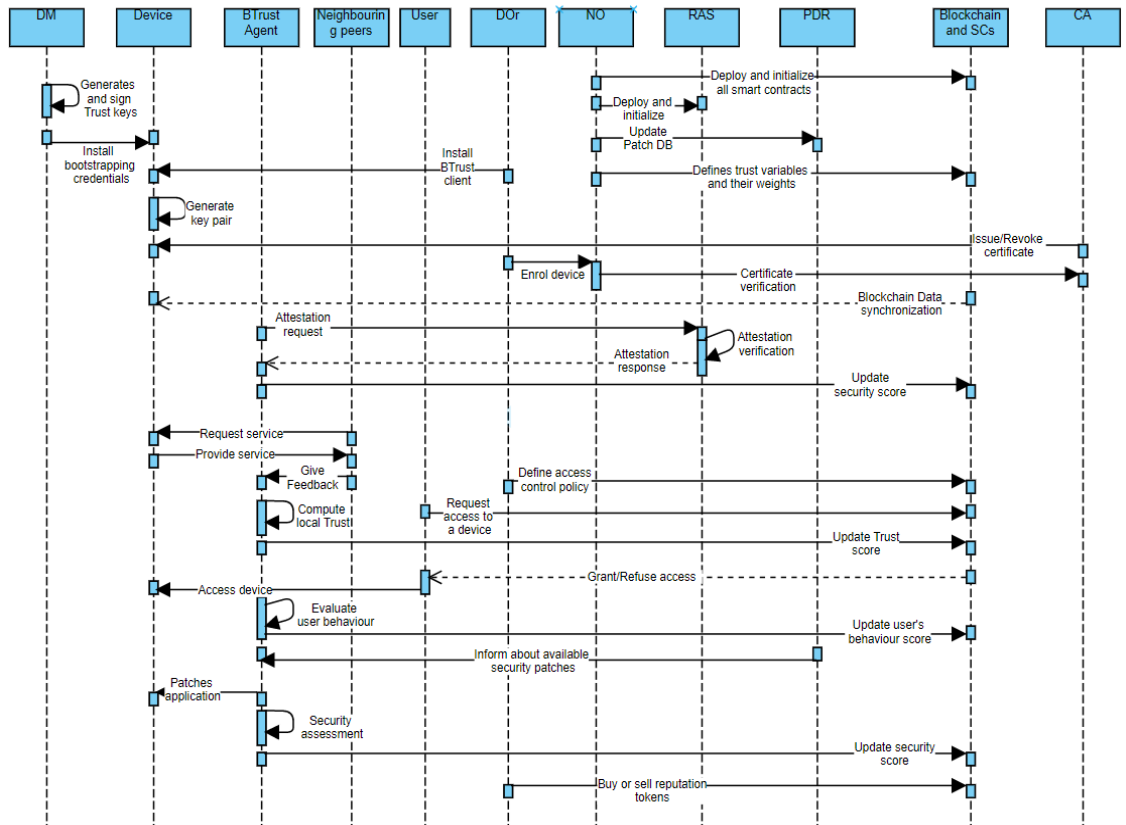 DM
Device
BTrust
Agent
Neighbourin
g peers
User
DOr
NO
RAS
PDR
Blockchain
and SCs
CA
Generates
and sign
Trust keys
Deploy and initialize
all smart contracts
Deploy and
initialize
Update
Patch DB
Install
bootstrapping
credentials
Install
BTrust
client
Defines trust variables
and their weights
Generate
key pair
Issue/Revoke
certificate
Enrol device
Certificate
verification
Blockchain Data
synchronization
Attestation
request
Attestation
verification
Attestation
response
Update
security score
Request service
Provide service
Give
Feedback
Define access
control policy
Compute
local Trust
Request
access to
a device
Update Trust
score
Grant/Refuse access
Access device
Evaluate
user behaviour
Update user's
behaviour score
Inform about available
security patches
Patches
application
Security
assessment
Update security
score
Buy or sell reputation
tokens